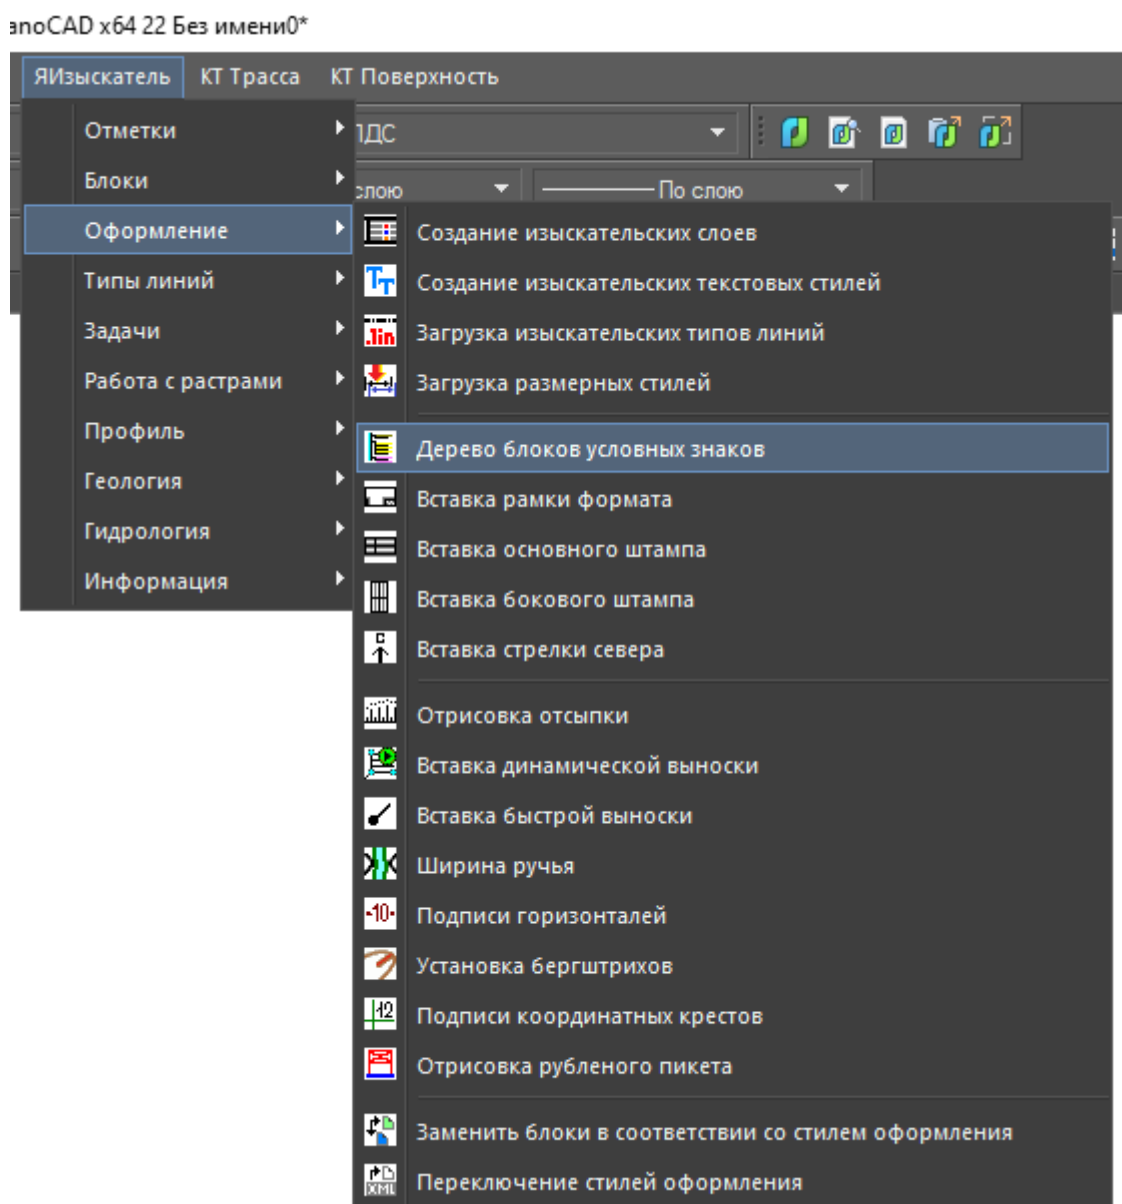 anoCAD x64 22 Без имени0*
ЯИзыскатель КТ Трасса КТ Поверхность
Отметки
Блоки
слою По слою
Оформление
Типы линий
Задачи
Работа с растрами
Профиль
Геология
Гидрология
Информация
Создание изыскательских слоев
Создание изыскательских текстовых стилей
Загрузка изыскательских типов линий
Загрузка размерных стилей
Дерево блоков условных знаков
Вставка рамки формата
Вставка основного штампа
Вставка бокового штампа
Вставка стрелки севера
Отрисовка отсыпки
Вставка динамической выноски
Вставка быстрой выноски
Ширина ручья
Подписи горизонталей
Установка бергштрихов
Подписи координатных крестов
Отрисовка рубленого пикета
Заменить блоки в соответствии со стилем оформления
Переключение стилей оформления